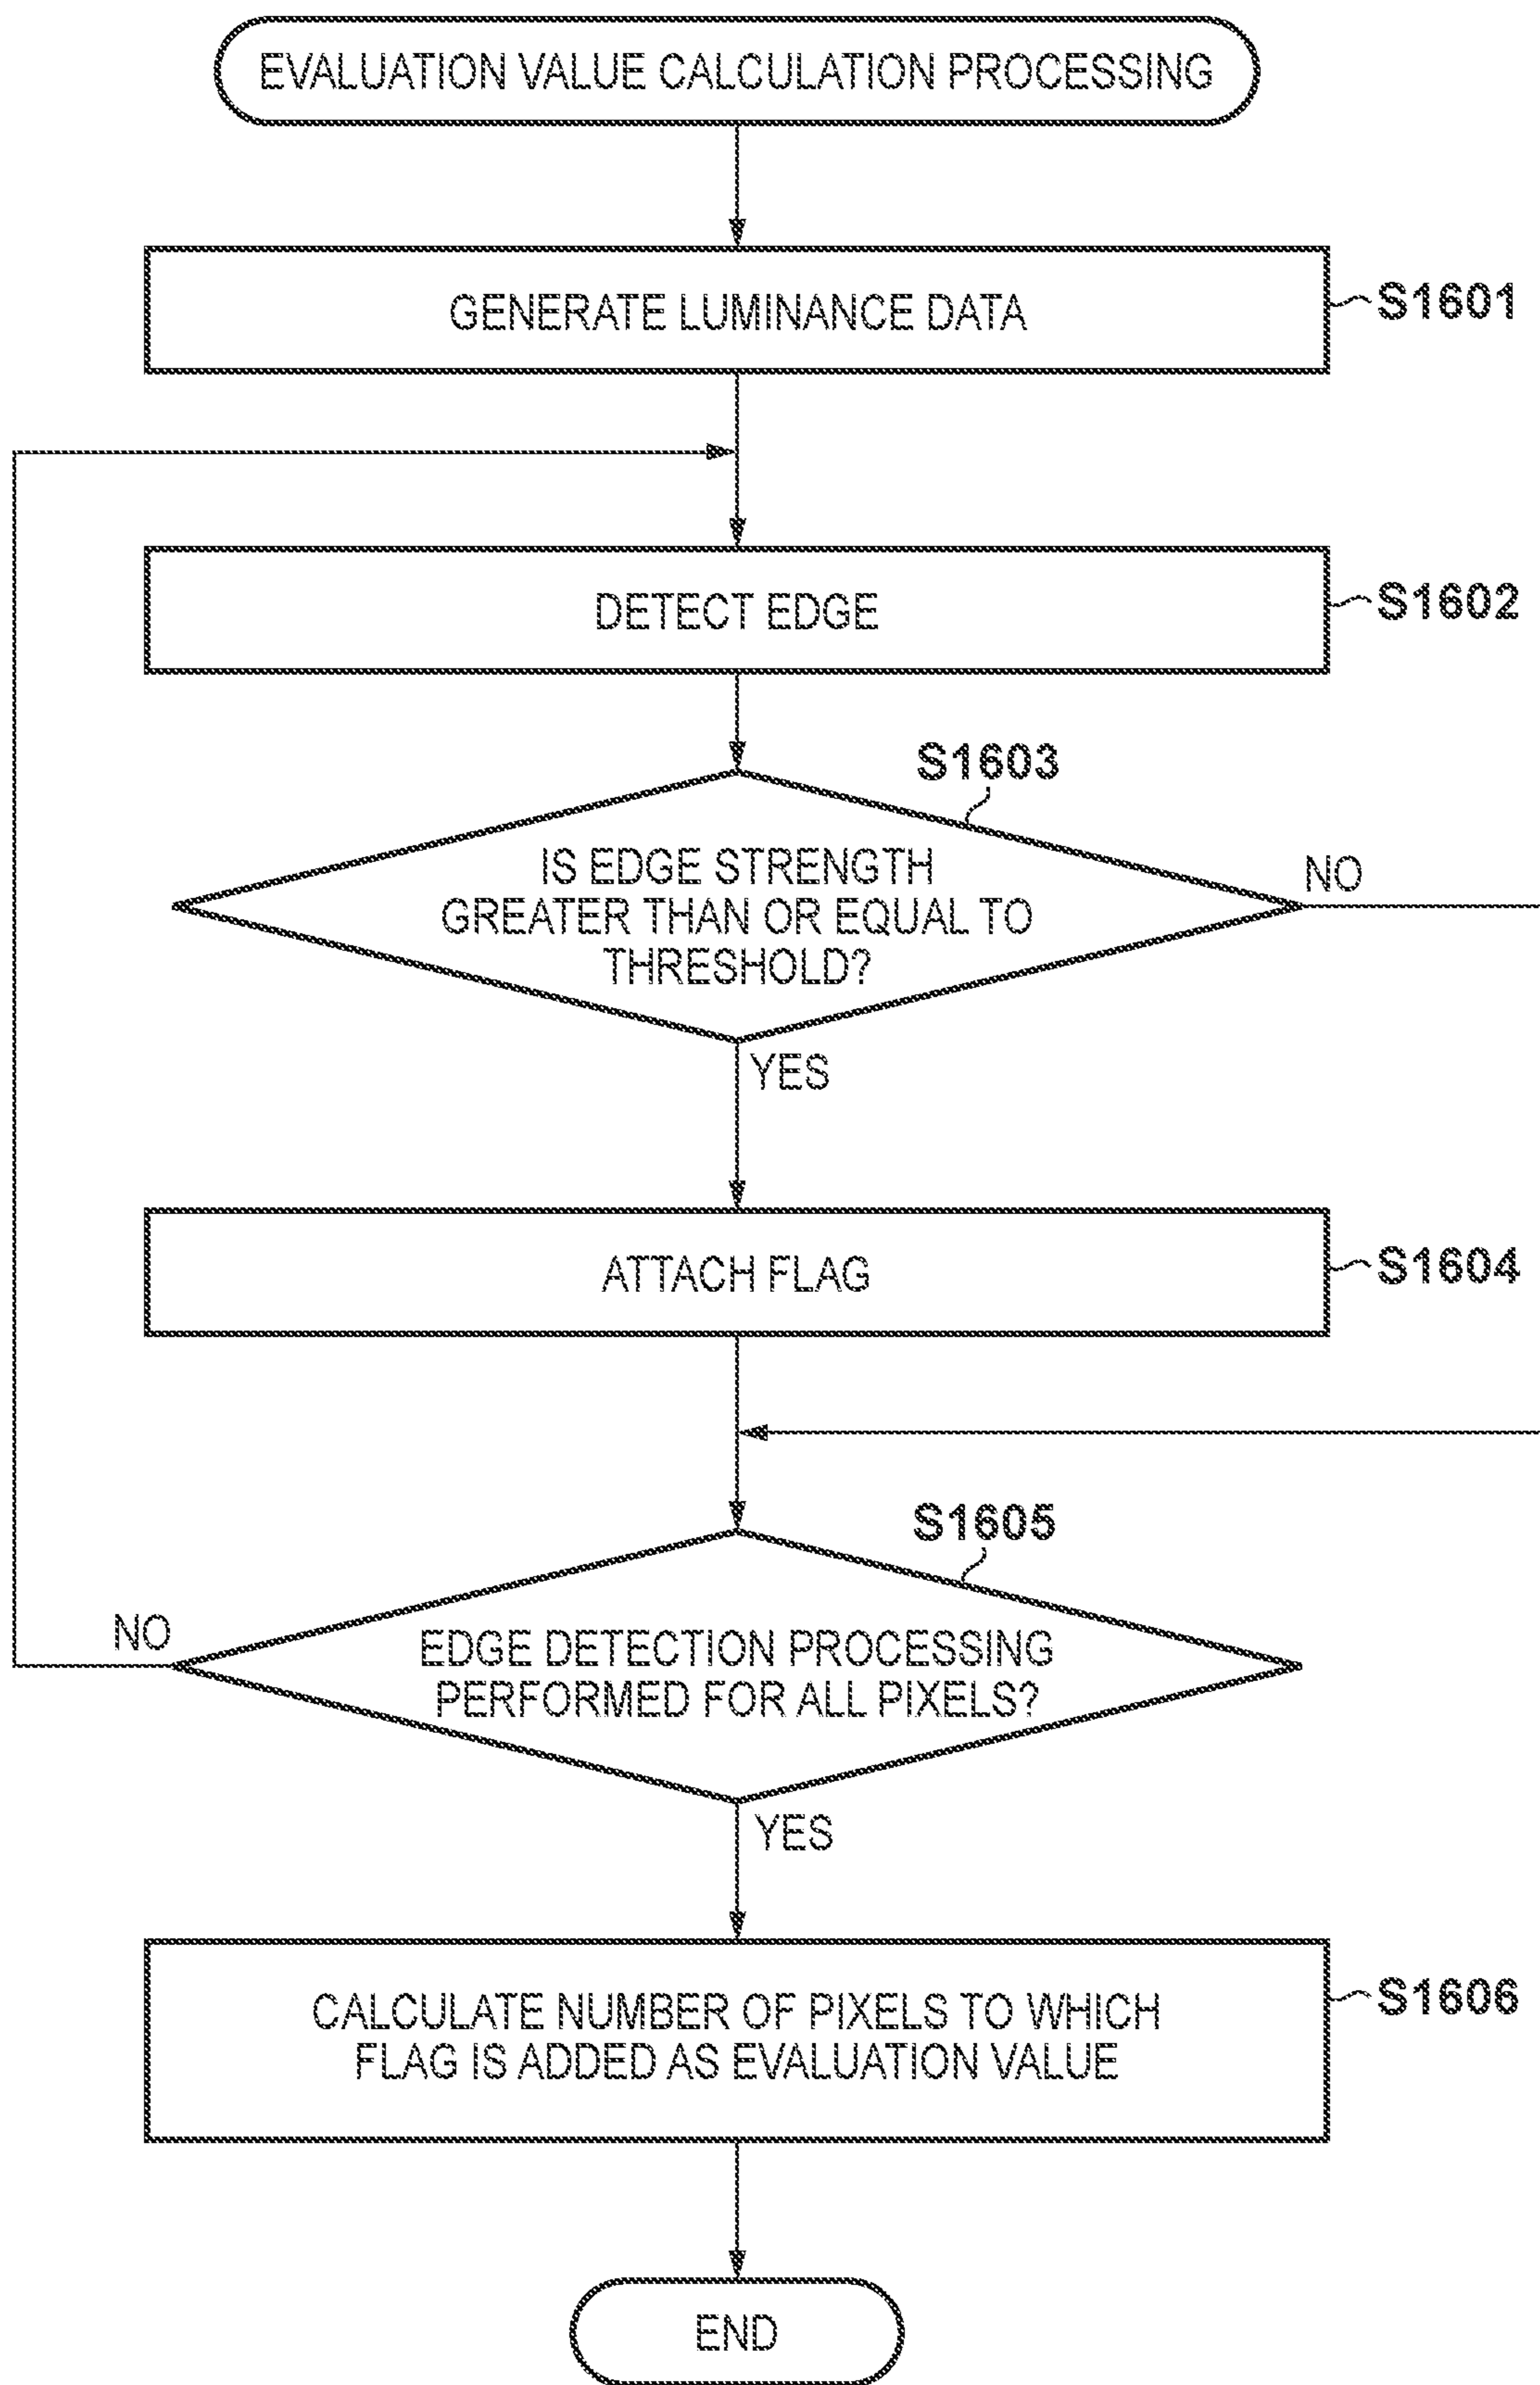 EVALUATION VALUE CALCULATION PROCESSING
GENERATE LUMINANCE DATA
S1601
DETECT EDGE
S1602
S1603
IS EDGE STRENGTH
GREATER THAN OR EQUAL TO
THRESHOLD?
NO
YES
ATTACH FLAG
S1604
S1605
EDGE DETECTION PROCESSING
PERFORMED FOR ALL PIXELS?
NO
YES
CALCULATE NUMBER OF PIXELS TO WHICH
FLAG IS ADDED AS EVALUATION VALUE
S1606
END